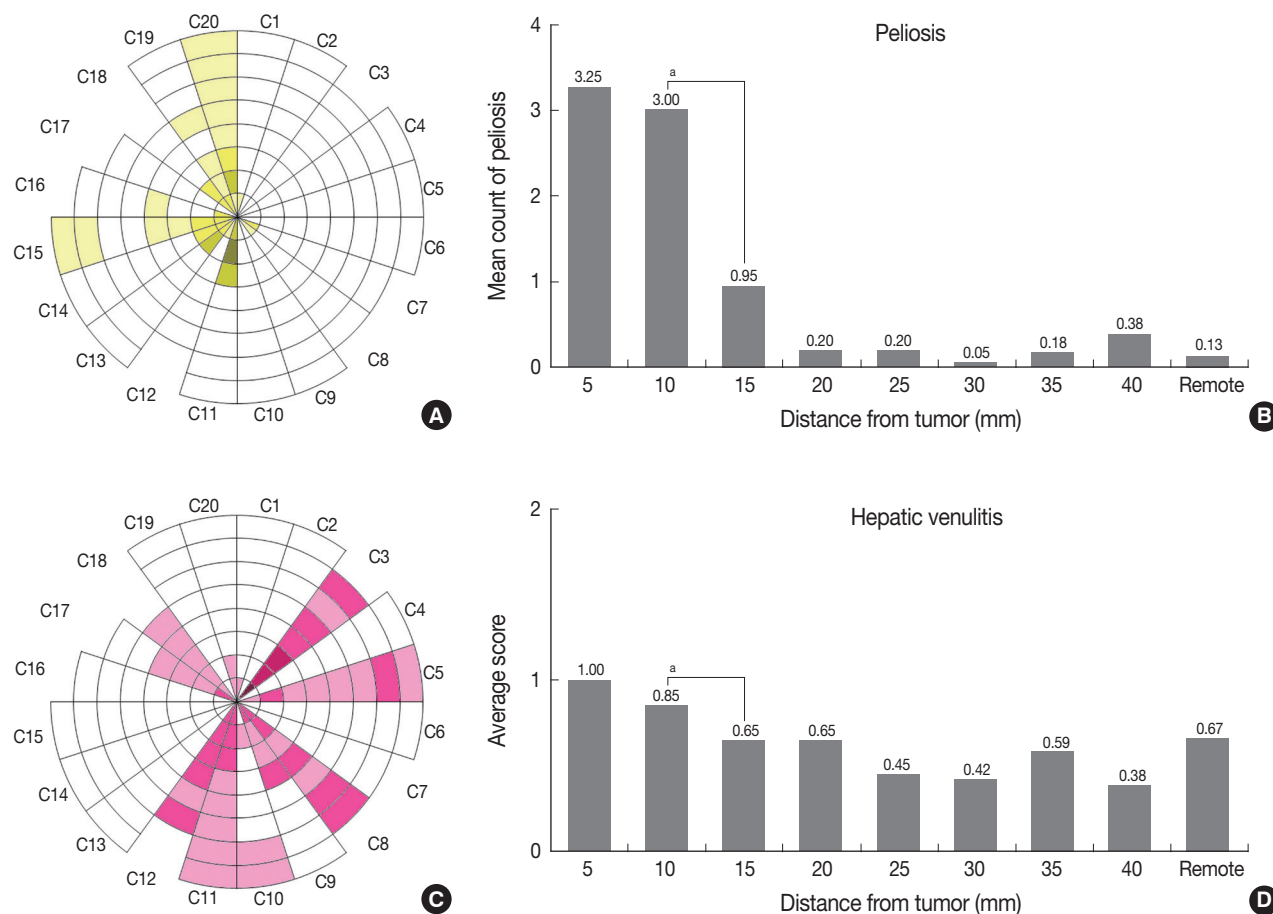 C20 C1
C19 C2
C18 C3
C17 C4
C16 C5
C15 C6
C14 C7
C13 C8
C12 C9
C11 C10
A
Peliosis
Mean count of peliosis
4
3
2
1
0
3.25 3.00 0.95 0.20 0.20 0.05 0.18 0.38 0.13
a
5 10 15 20 25 30 35 40 Remote
Distance from tumor (mm)
B
C20 C1
C19 C2
C18 C3
C17 C4
C16 C5
C15 C6
C14 C7
C13 C8
C12 C9
C11 C10
C
Hepatic venulitis
Average score
2
1
0
1.00 0.85 0.65 0.65 0.45 0.42 0.59 0.38 0.67
a
5 10 15 20 25 30 35 40 Remote
Distance from tumor (mm)
D